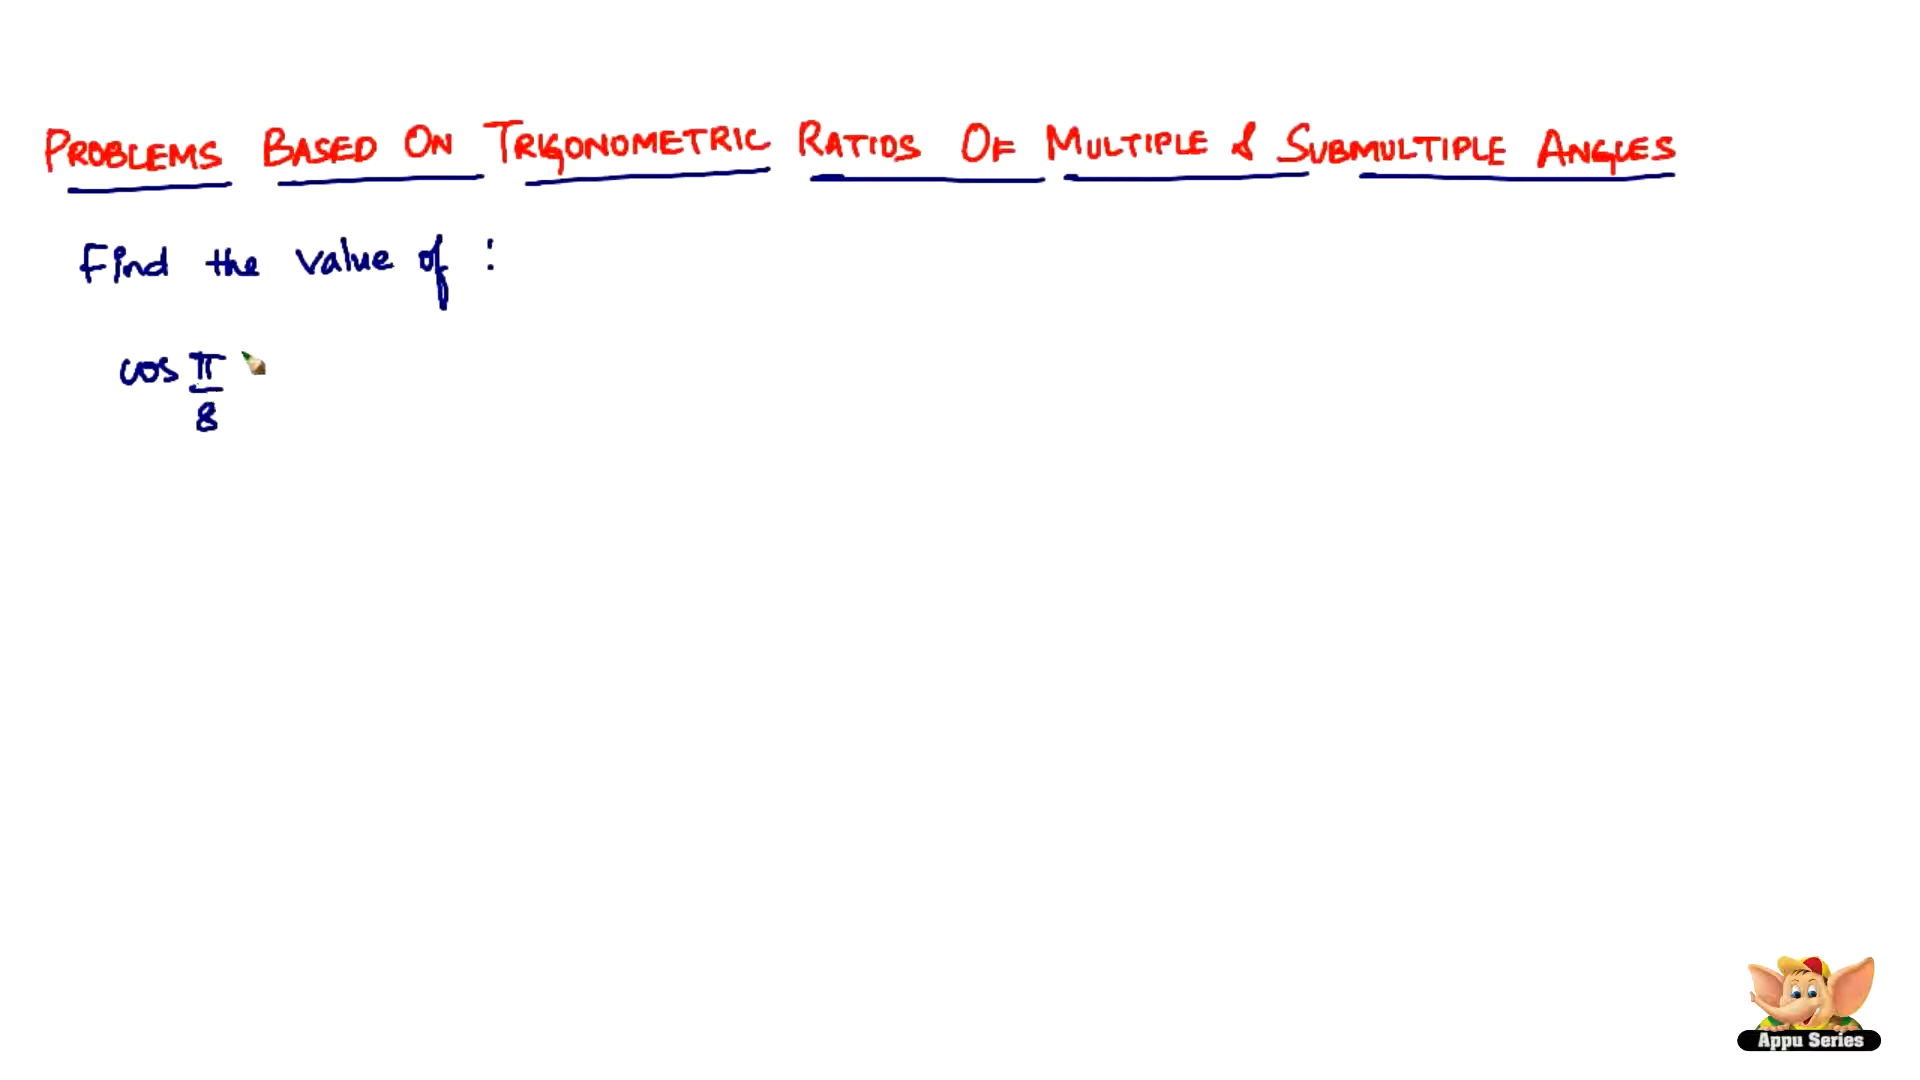 PROBLEMS BASED ON TRIGONOMETRIC RATIOS OF MULTIPLE & SUBMULTIPLE ANGLES
Find the value of :
cos π/8
Appu Series